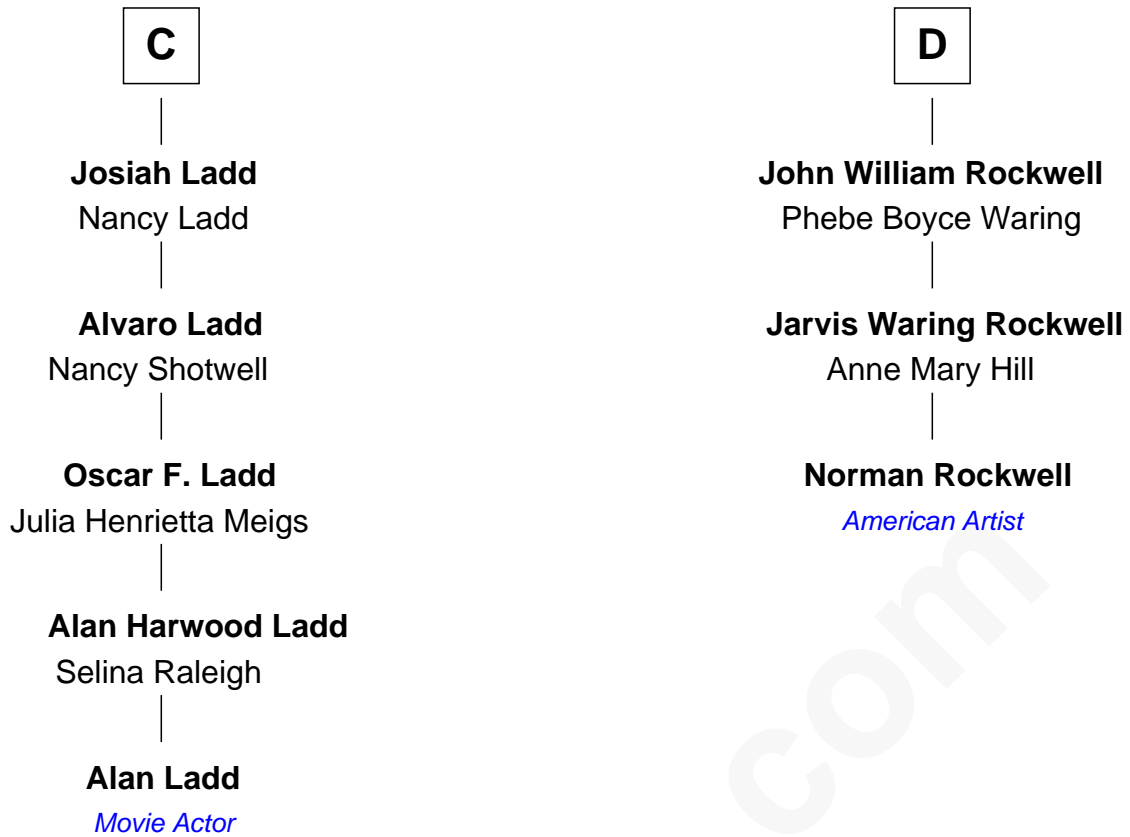 C
Josiah Ladd
Nancy Ladd
Alvaro Ladd
Nancy Shotwell
Oscar F. Ladd
Julia Henrietta Meigs
Alan Harwood Ladd
Selina Raleigh
Alan Ladd
Movie Actor
D
John William Rockwell
Phebe Boyce Waring
Jarvis Waring Rockwell
Anne Mary Hill
Norman Rockwell
American Artist
com